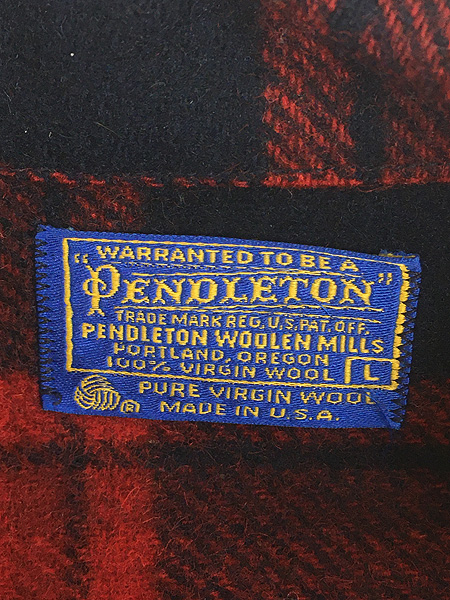 WARRANTED TO BE A
"PENDLETON"
TRADE MARK REG. U.S. PAT. OFF.
PENDLETON WOOLEN MILLS
PORTLAND, OREGON
100% VIRGIN WOOL L
PURE VIRGIN WOOL
® MADE IN U.S.A.